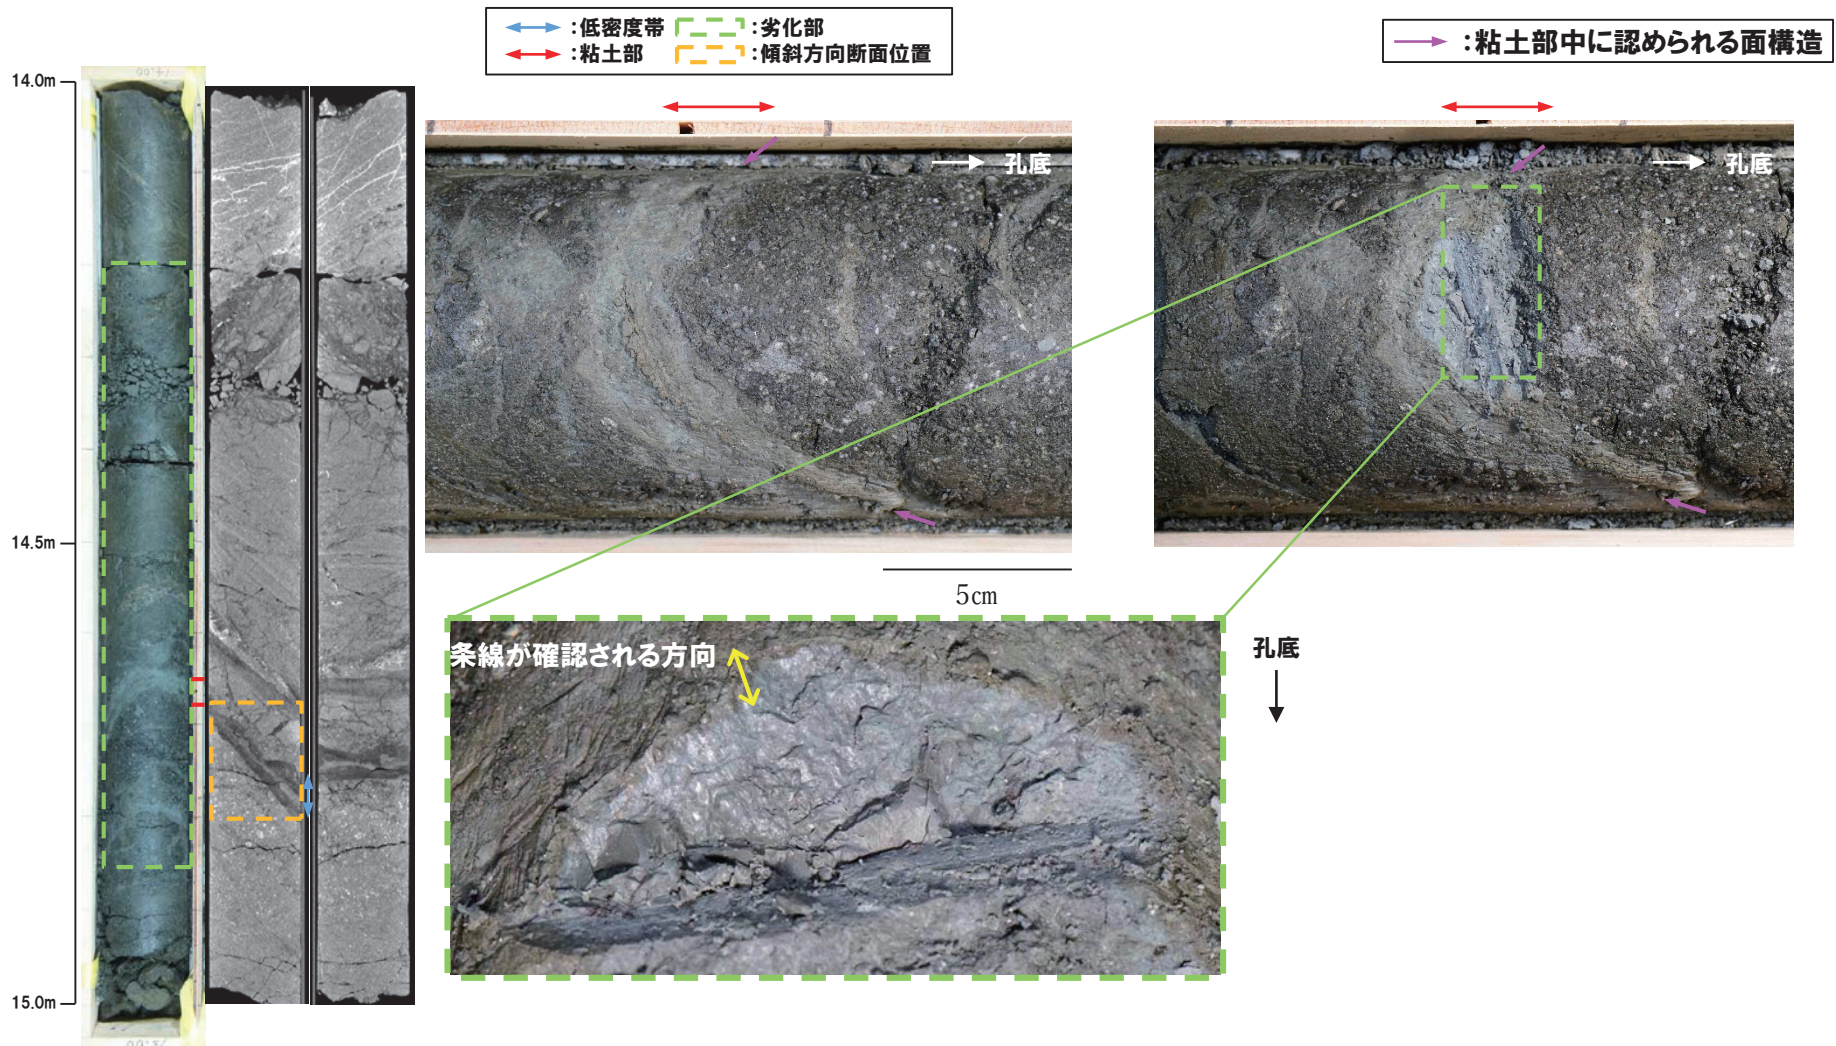 :低密度帯
:劣化部
:粘土部
:傾斜方向断面位置
:粘土部中に認められる面構造
14.0m
14.5m
15.0m
孔底
孔底
5cm
条線が確認される方向
孔底